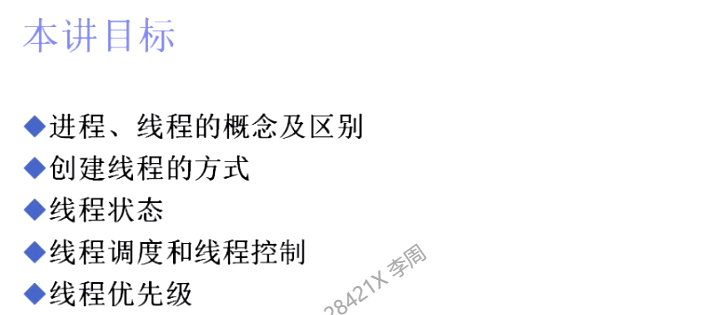 本讲目标
◆进程、线程的概念及区别
◆创建线程的方式
◆线程状态
◆线程调度和线程控制
◆线程优先级
28421X 李周